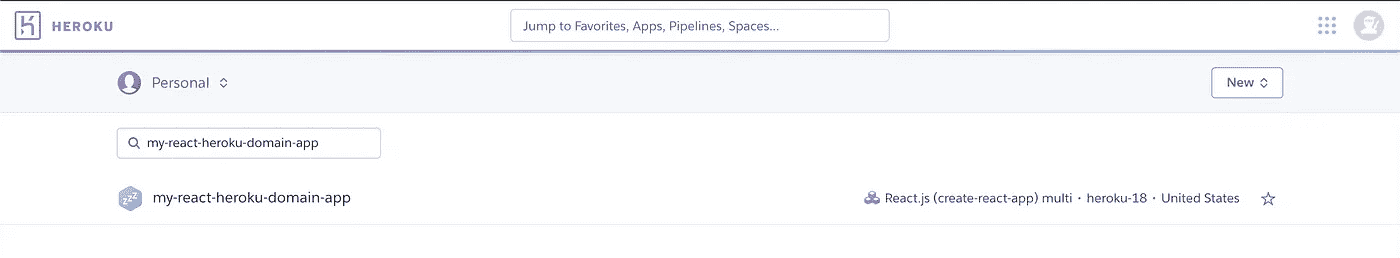 HEROKU
Jump to Favorites, Apps, Pipelines, Spaces...
Personal
New
my-react-heroku-domain-app
zzz
my-react-heroku-domain-app
React.js (create-react-app) multi · heroku-18 · United States